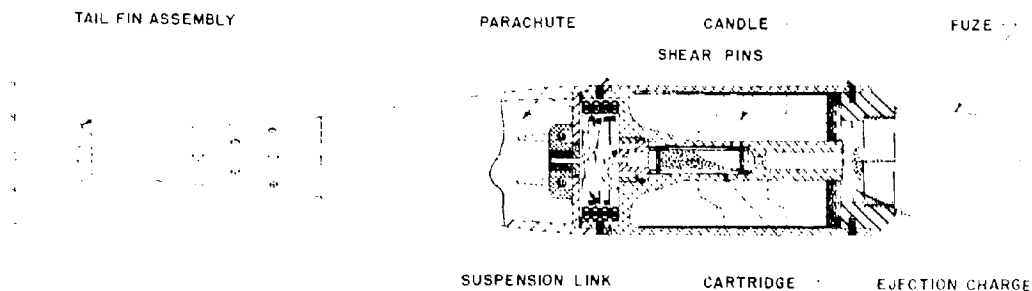 TAIL FIN ASSEMBLY
PARACHUTE
CANDLE
FUZE
SHEAR PINS
SUSPENSION LINK
CARTRIDGE
EJECTION CHARGE